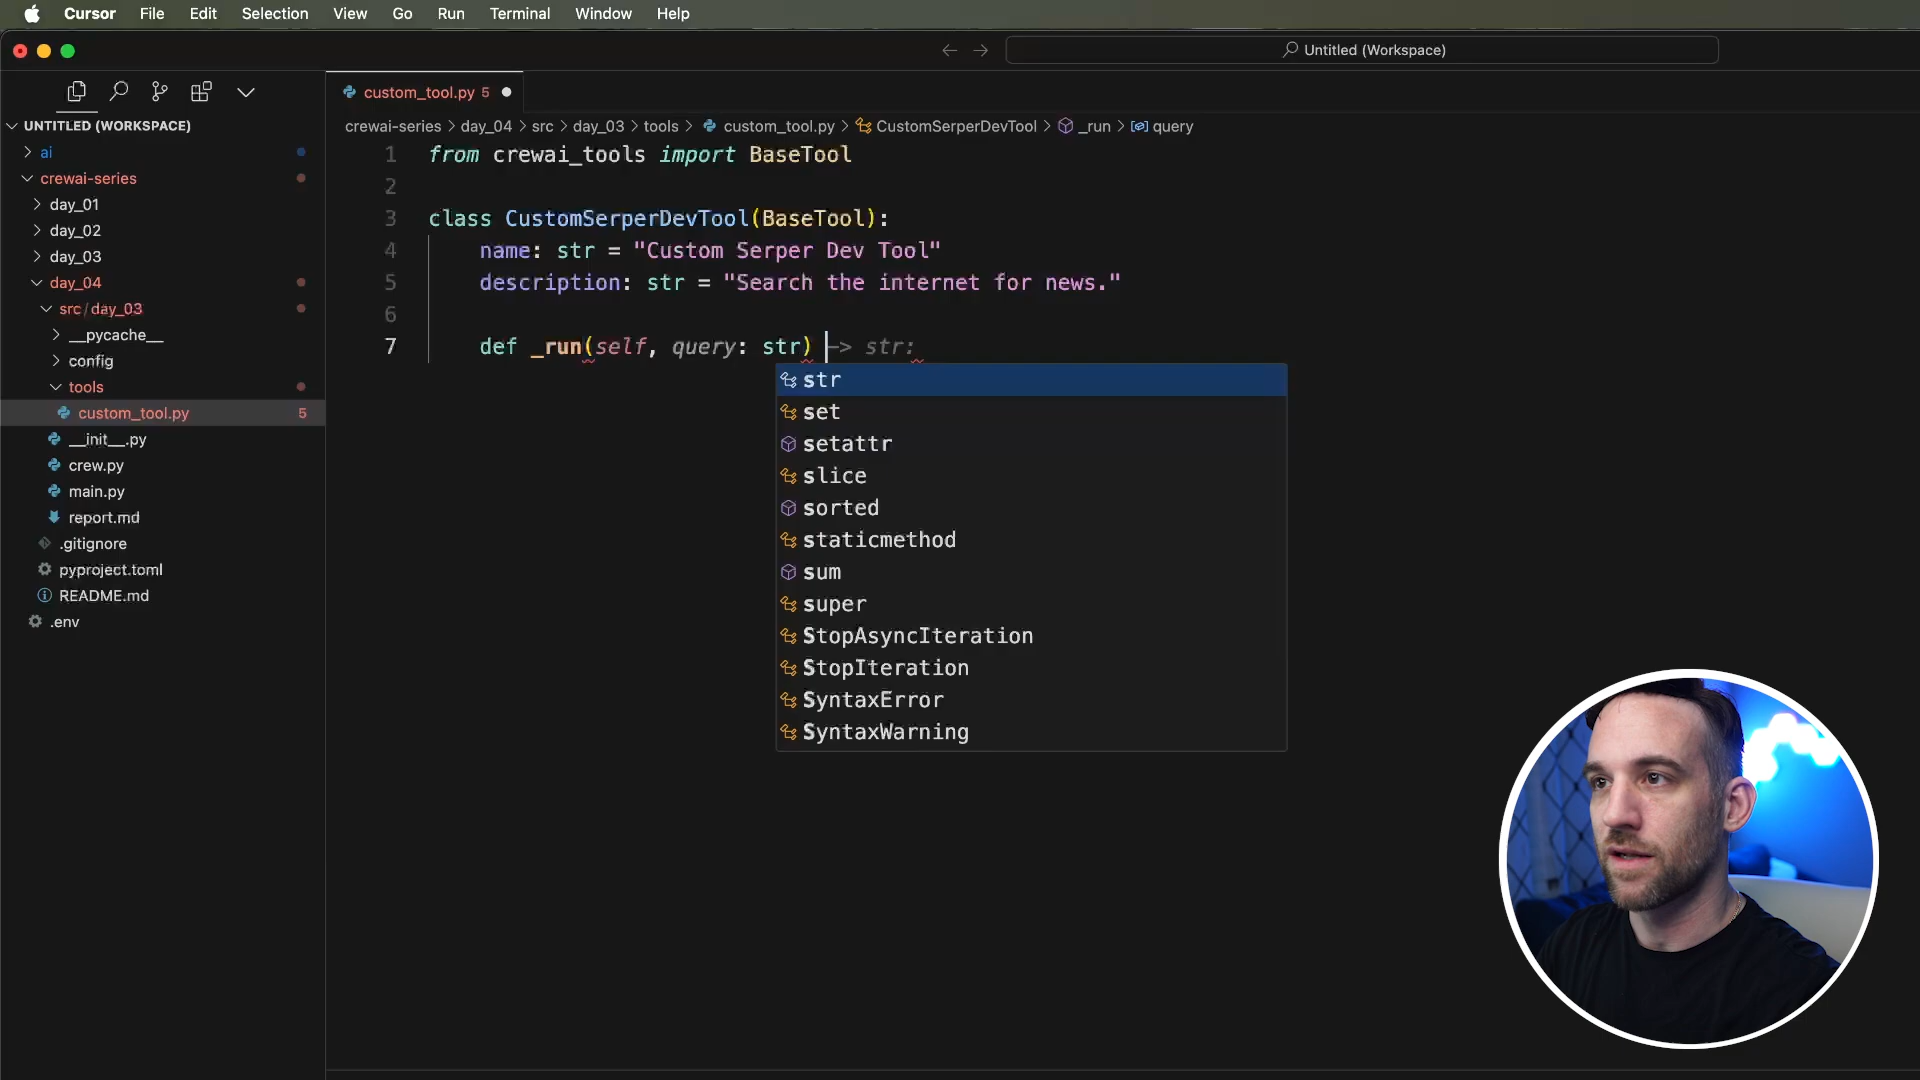 Cursor File Edit Selection View Go Run Terminal Window Help
Untitled (Workspace)
custom_tool.py 5
UNTITLED (WORKSPACE)
crewai-series > day_04 > src > day_03 > tools > custom_tool.py > CustomSerperDevTool > _run > query
ai
crewai-series
day_01
day_02
day_03
day_04
src/day_03
__pycache__
config
tools
custom_tool.py 5
__init__.py
crew.py
main.py
report.md
.gitignore
pyproject.toml
README.md
.env
1 from crewai_tools import BaseTool
2
3 class CustomSerperDevTool(BaseTool):
4 name: str = "Custom Serper Dev Tool"
5 description: str = "Search the internet for news."
6
7 def _run(self, query: str) -> str:
str
set
setattr
slice
sorted
staticmethod
sum
super
StopAsyncIteration
StopIteration
SyntaxError
SyntaxWarning